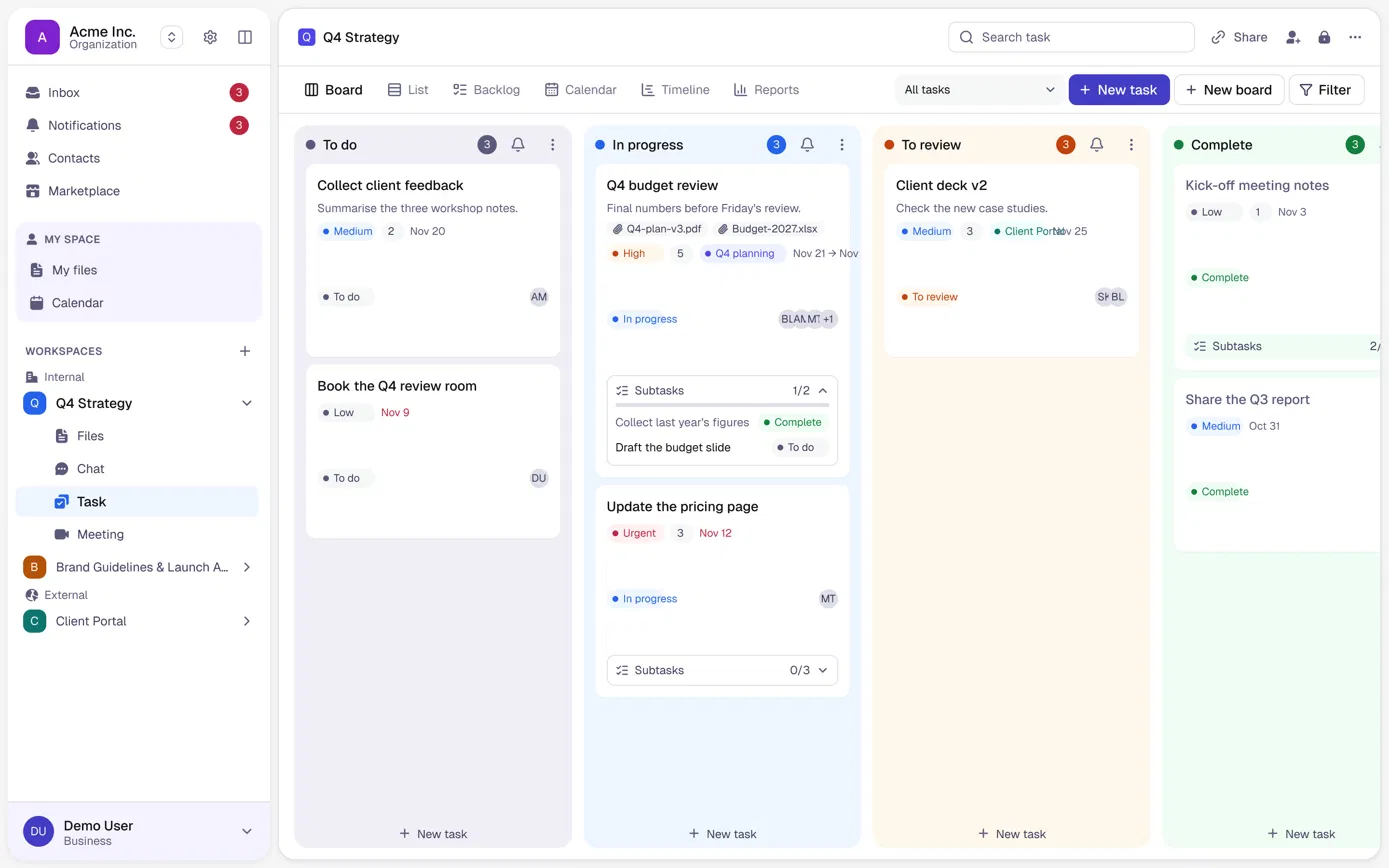 A
Acme Inc.
Organization
Inbox
3
Notifications
3
Contacts
Marketplace
MY SPACE
My files
Calendar
WORKSPACES
Internal
Q
Q4 Strategy
Files
Chat
Task
Meeting
B
Brand Guidelines & Launch A...
External
C
Client Portal
DU
Demo User
Business
Q
Q4 Strategy
Search task
Share
Board
List
Backlog
Calendar
Timeline
Reports
All tasks
New task
New board
Filter
To do
3
Collect client feedback
Summarise the three workshop notes.
Medium 2 Nov 20
To do
AM
Book the Q4 review room
Low Nov 9
To do
DU
New task
In progress
3
Q4 budget review
Final numbers before Friday's review.
Q4-plan-v3.pdf Budget-2027.xlsx
High 5 Q4 planning Nov 21 → Nov
In progress
BL MT +1
Subtasks 1/2
Collect last year's figures Complete
Draft the budget slide To do
Update the pricing page
Urgent 3 Nov 12
In progress
MT
Subtasks 0/3
New task
To review
3
Client deck v2
Check the new case studies.
Medium 3 Client Nov 25
To review
BL
New task
Complete
3
Kick-off meeting notes
Low 1 Nov 3
Complete
Subtasks 2/
Share the Q3 report
Medium Oct 31
Complete
New task